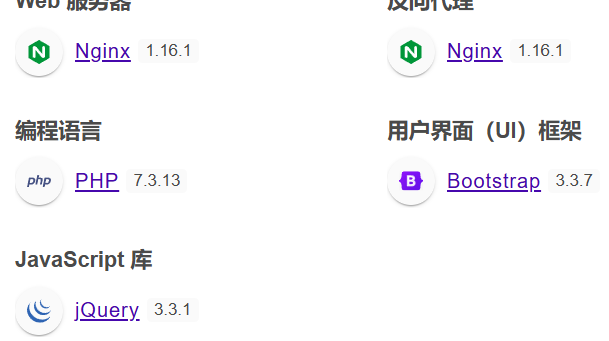 Web 服务器
Nginx 1.16.1
反向代理
Nginx 1.16.1
编程语言
php PHP 7.3.13
用户界面（UI）框架
B Bootstrap 3.3.7
JavaScript 库
jQuery 3.3.1